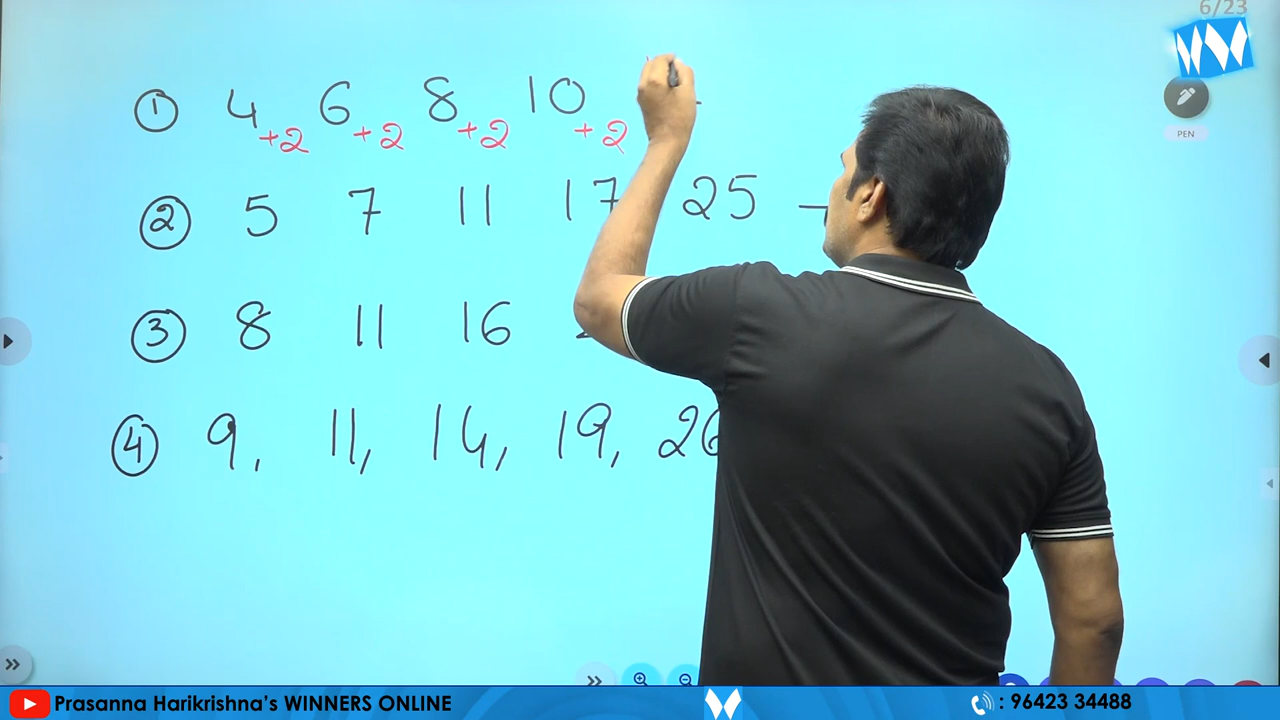 6/23
① 4 6 8 10
+2 +2 +2 +2
PEN
② 5 7 11 17 25
③ 8 11 16
④ 9, 11, 14, 19, 26
Prasanna Harikrishna's WINNERS ONLINE
: 96423 34488